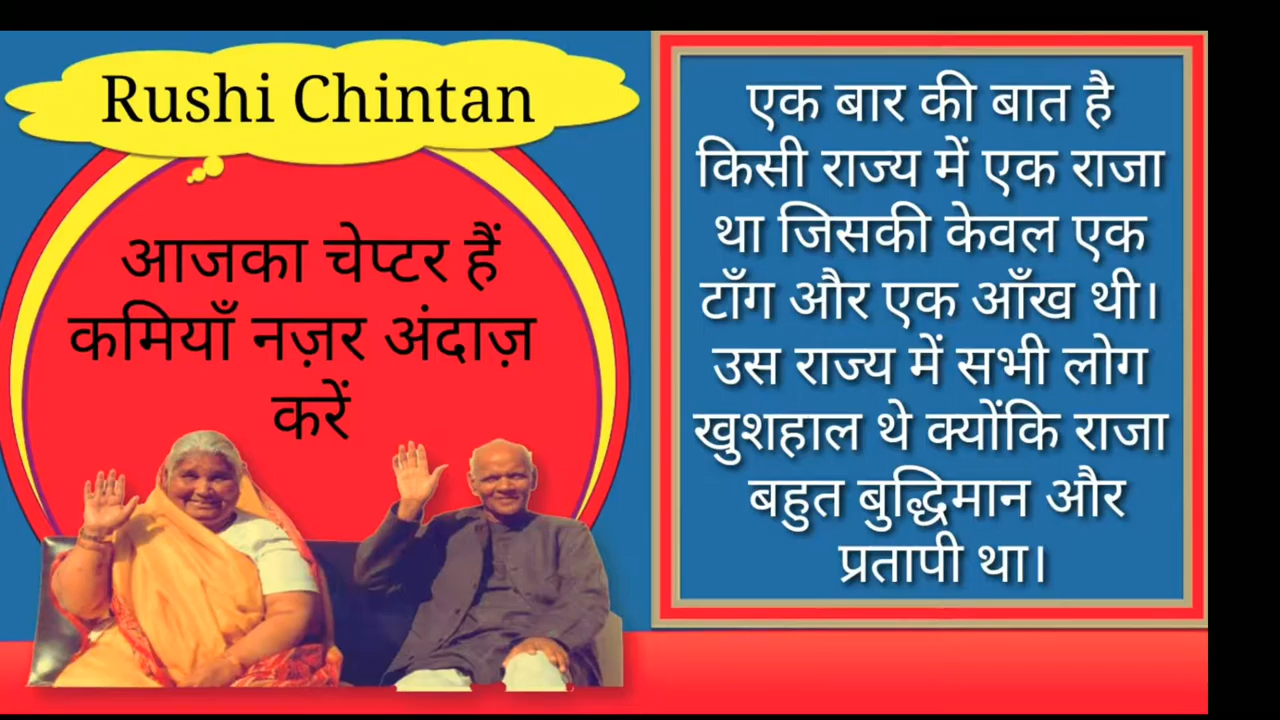 Rushi Chintan
आजका चेप्टर हैं
कमियाँ नज़र अंदाज़
करें
एक बार की बात है
किसी राज्य में एक राजा
था जिसकी केवल एक
टाँग और एक आँख थी।
उस राज्य में सभी लोग
खुशहाल थे क्योंकि राजा
बहुत बुद्धिमान और
प्रतापी था।